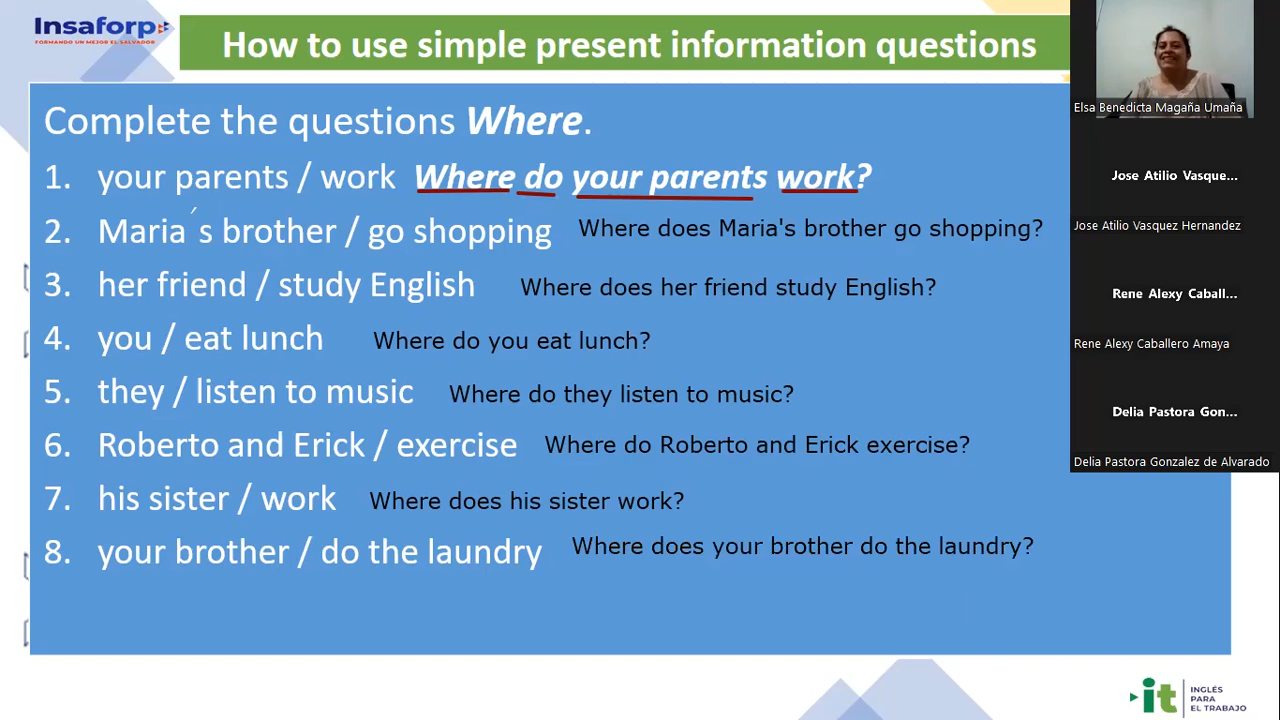 Insaforp
FORMANDO UN MEJOR EL SALVADOR
How to use simple present information questions
Complete the questions Where.
1. your parents / work Where do your parents work?
2. Maria´s brother / go shopping Where does Maria's brother go shopping?
3. her friend / study English Where does her friend study English?
4. you / eat lunch Where do you eat lunch?
5. they / listen to music Where do they listen to music?
6. Roberto and Erick / exercise Where do Roberto and Erick exercise?
7. his sister / work Where does his sister work?
8. your brother / do the laundry Where does your brother do the laundry?
Elsa Benedicta Magaña Umaña
Jose Atilio Vasque...
Jose Atilio Vasquez Hernandez
Rene Alexy Caball...
Rene Alexy Caballero Amaya
Delia Pastora Gon...
Delia Pastora Gonzalez de Alvarado
it
INGLÉS
PARA
EL TRABAJO